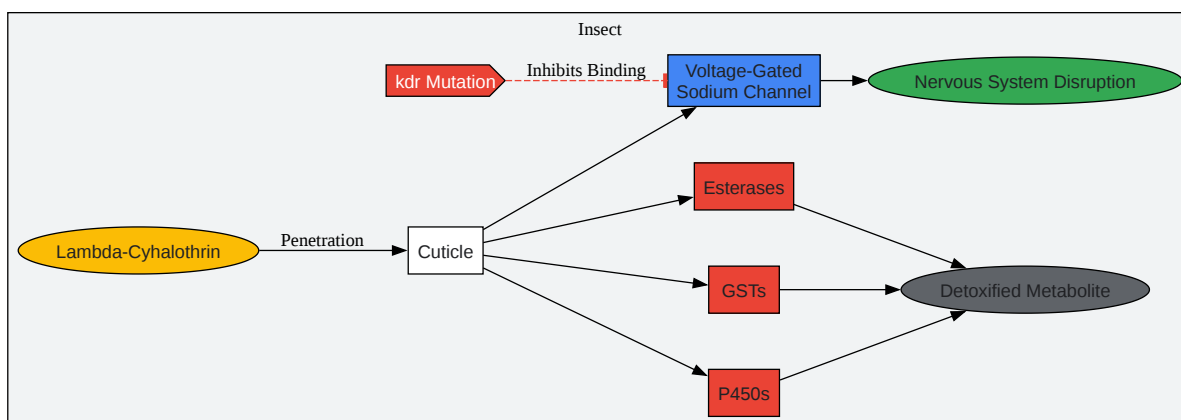 Insect
kdr Mutation
Inhibits Binding
Voltage-Gated
Sodium Channel
Nervous System Disruption
Esterases
Lambda-Cyhalothrin
Penetration
Cuticle
GSTs
Detoxified Metabolite
P450s